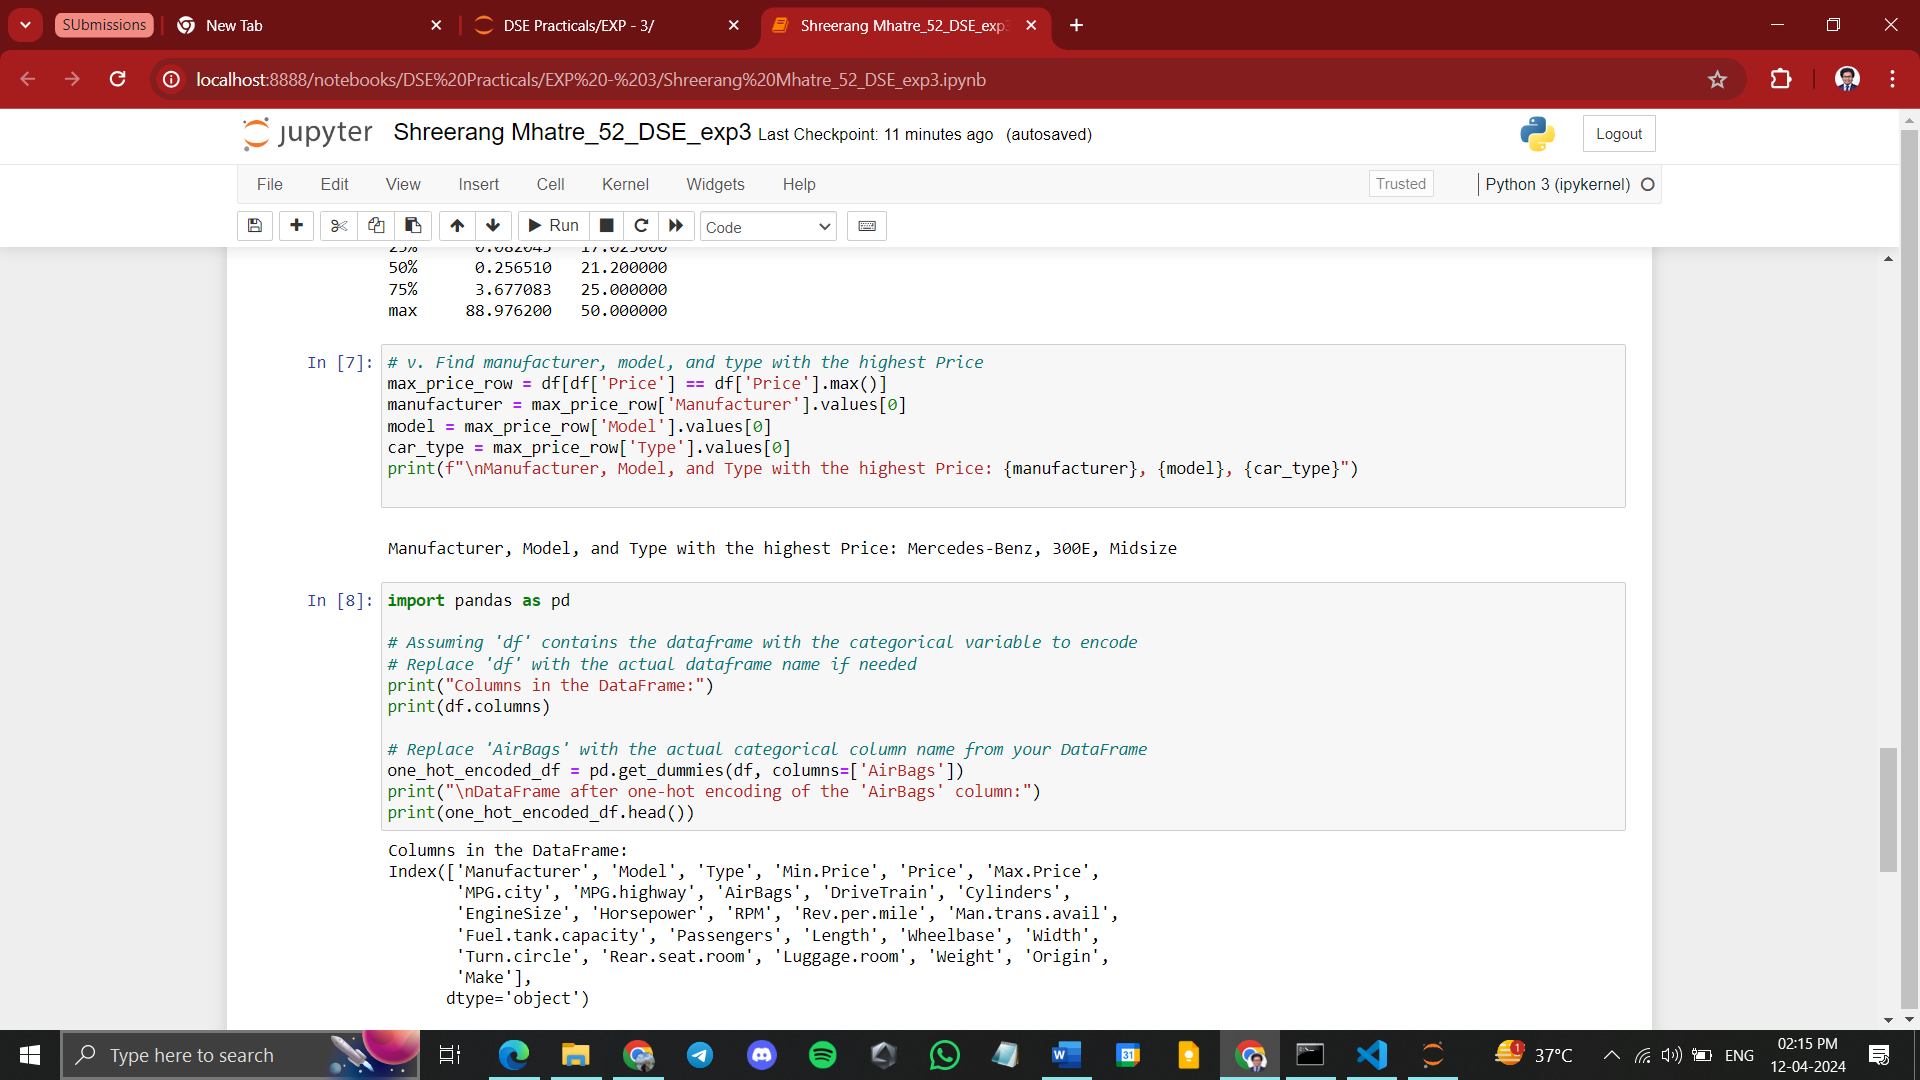 SUbmissions
New Tab
DSE Practicals/EXP - 3/
Shreerang Mhatre_52_DSE_exp3
localhost:8888/notebooks/DSE%20Practicals/EXP%20-%203/Shreerang%20Mhatre_52_DSE_exp3.ipynb
jupyter Shreerang Mhatre_52_DSE_exp3 Last Checkpoint: 11 minutes ago (autosaved)
Logout
File Edit View Insert Cell Kernel Widgets Help
Trusted
Python 3 (ipykernel)
Run
Code
25% 0.082045 17.025000
50% 0.256510 21.200000
75% 3.677083 25.000000
max 88.976200 50.000000
In [7]:
# v. Find manufacturer, model, and type with the highest Price
max_price_row = df[df['Price'] == df['Price'].max()]
manufacturer = max_price_row['Manufacturer'].values[0]
model = max_price_row['Model'].values[0]
car_type = max_price_row['Type'].values[0]
print(f"\nManufacturer, Model, and Type with the highest Price: {manufacturer}, {model}, {car_type}")
Manufacturer, Model, and Type with the highest Price: Mercedes-Benz, 300E, Midsize
In [8]:
import pandas as pd
# Assuming 'df' contains the dataframe with the categorical variable to encode
# Replace 'df' with the actual dataframe name if needed
print("Columns in the DataFrame:")
print(df.columns)
# Replace 'AirBags' with the actual categorical column name from your DataFrame
one_hot_encoded_df = pd.get_dummies(df, columns=['AirBags'])
print("\nDataFrame after one-hot encoding of the 'AirBags' column:")
print(one_hot_encoded_df.head())
Columns in the DataFrame:
Index(['Manufacturer', 'Model', 'Type', 'Min.Price', 'Price', 'Max.Price',
'MPG.city', 'MPG.highway', 'AirBags', 'DriveTrain', 'Cylinders',
'EngineSize', 'Horsepower', 'RPM', 'Rev.per.mile', 'Man.trans.avail',
'Fuel.tank.capacity', 'Passengers', 'Length', 'Wheelbase', 'Width',
'Turn.circle', 'Rear.seat.room', 'Luggage.room', 'Weight', 'Origin',
'Make'],
dtype='object')
Type here to search
31
1
37°C
ENG
02:15 PM
12-04-2024